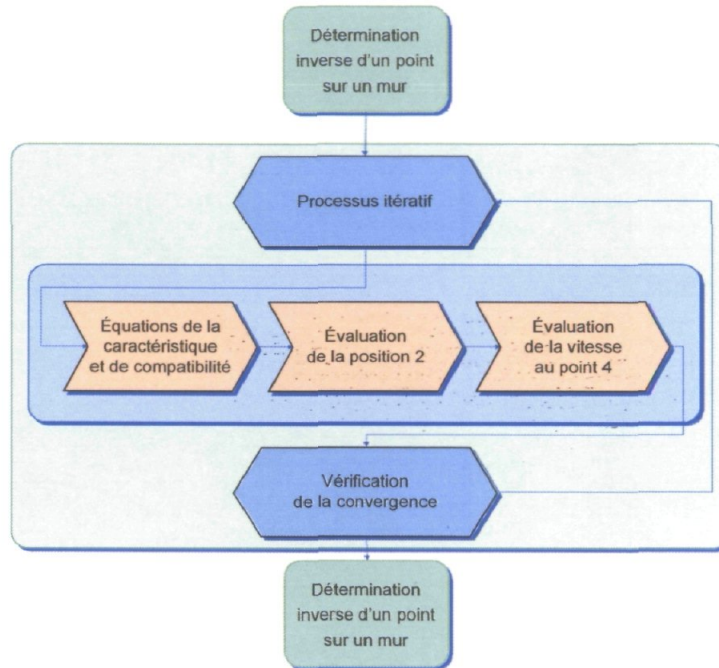 Détermination
inverse d'un point
sur un mur
Processus itératif
Équations de la
caractéristique
et de compatibilité
Évaluation
de la position 2
Évaluation
de la vitesse
au point 4
Vérification
de la convergence
Détermination
inverse d'un point
sur un mur